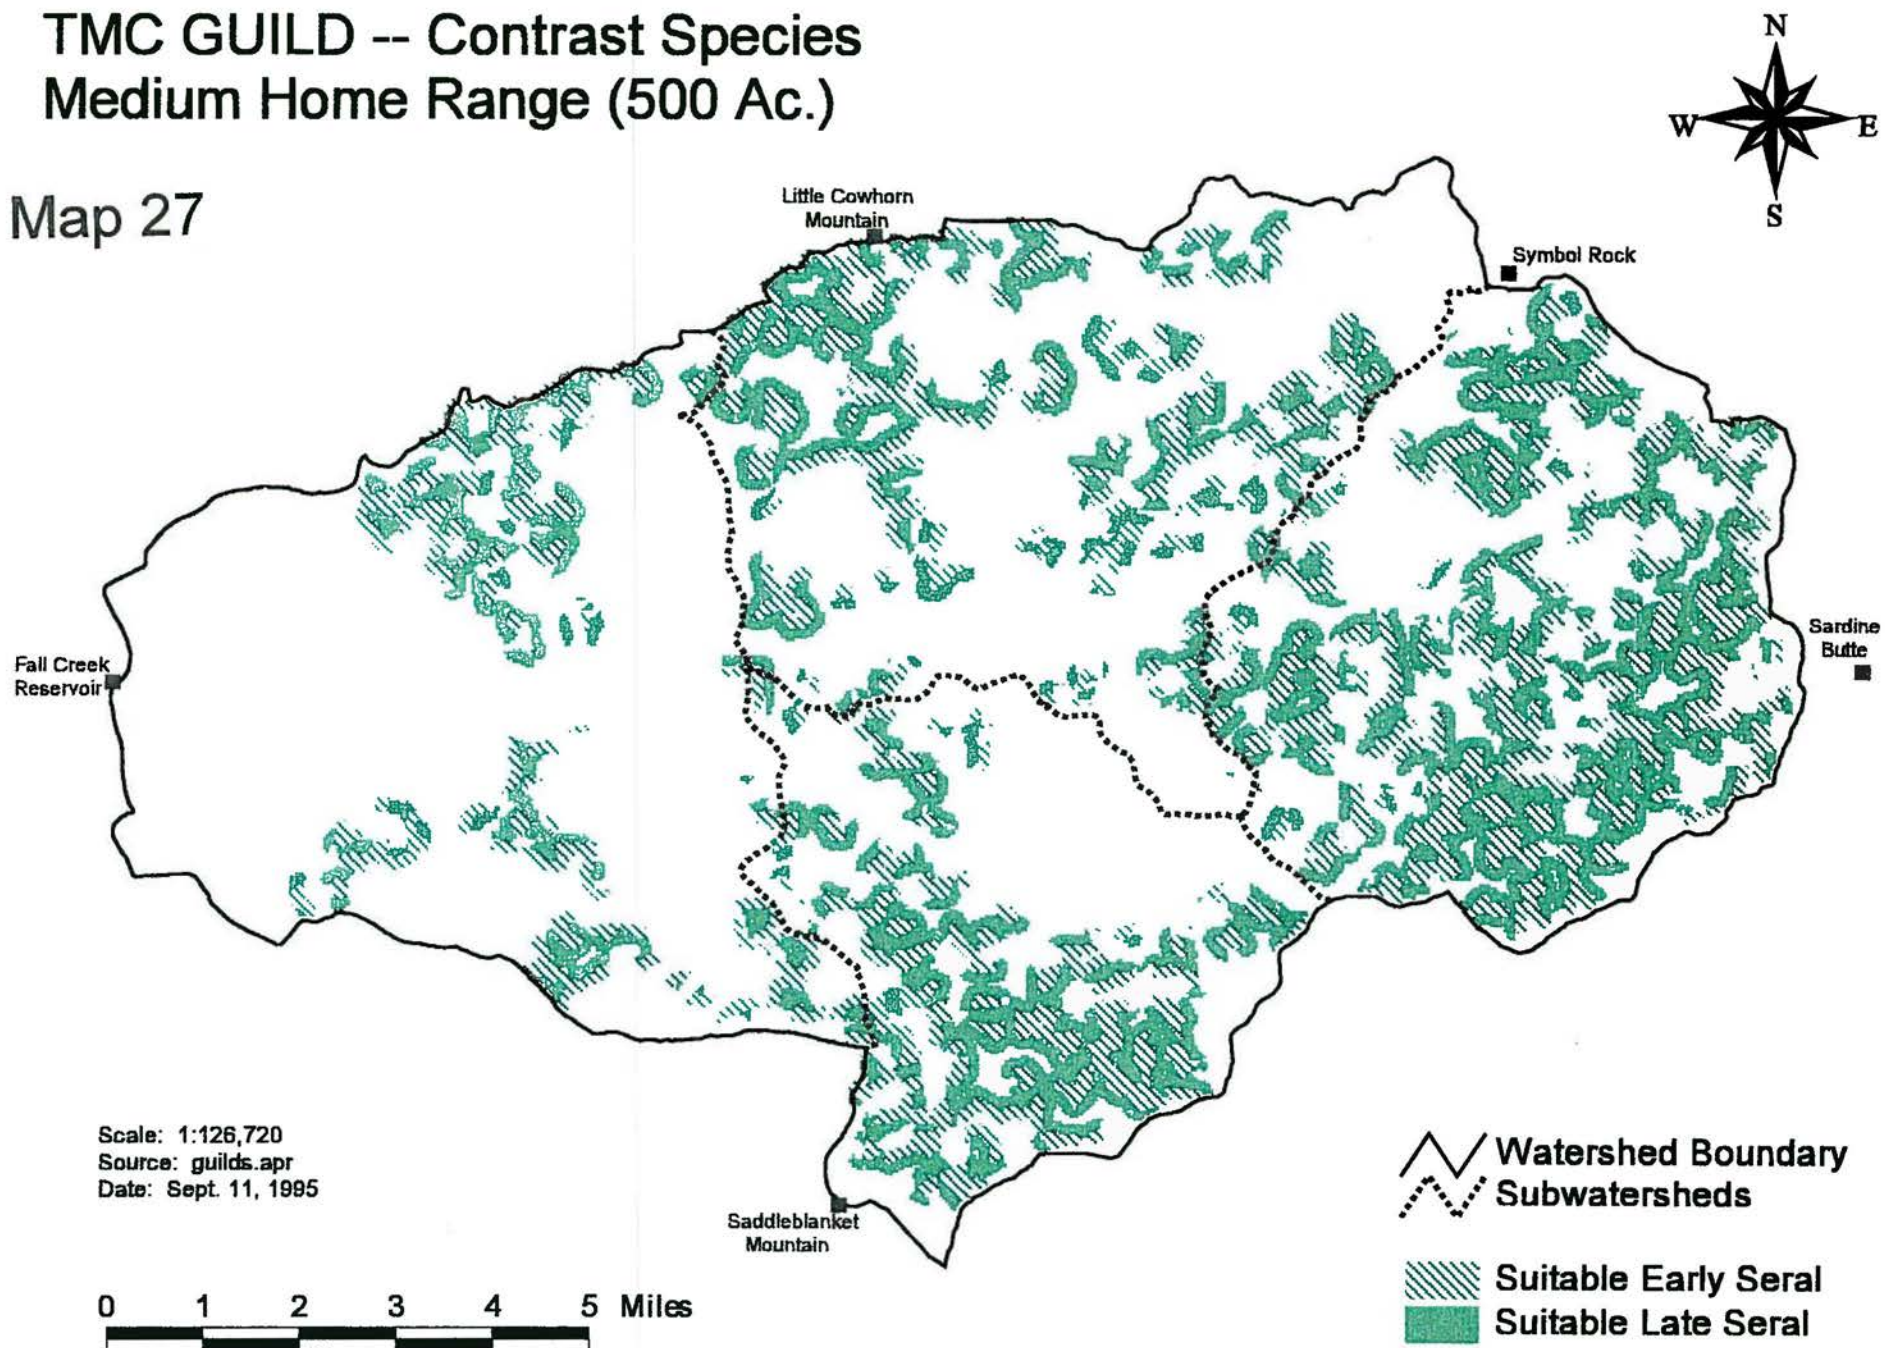 TMC GUILD -- Contrast Species
Medium Home Range (500 Ac.)
Map 27
N
W
E
S
Little Cowhorn
Mountain
Symbol Rock
Fall Creek
Reservoir
Sardine
Butte
Saddleblanket
Mountain
Scale: 1:126,720
Source: guilds.apr
Date: Sept. 11, 1995
0 1 2 3 4 5 Miles
Watershed Boundary
Subwatersheds
Suitable Early Seral
Suitable Late Seral